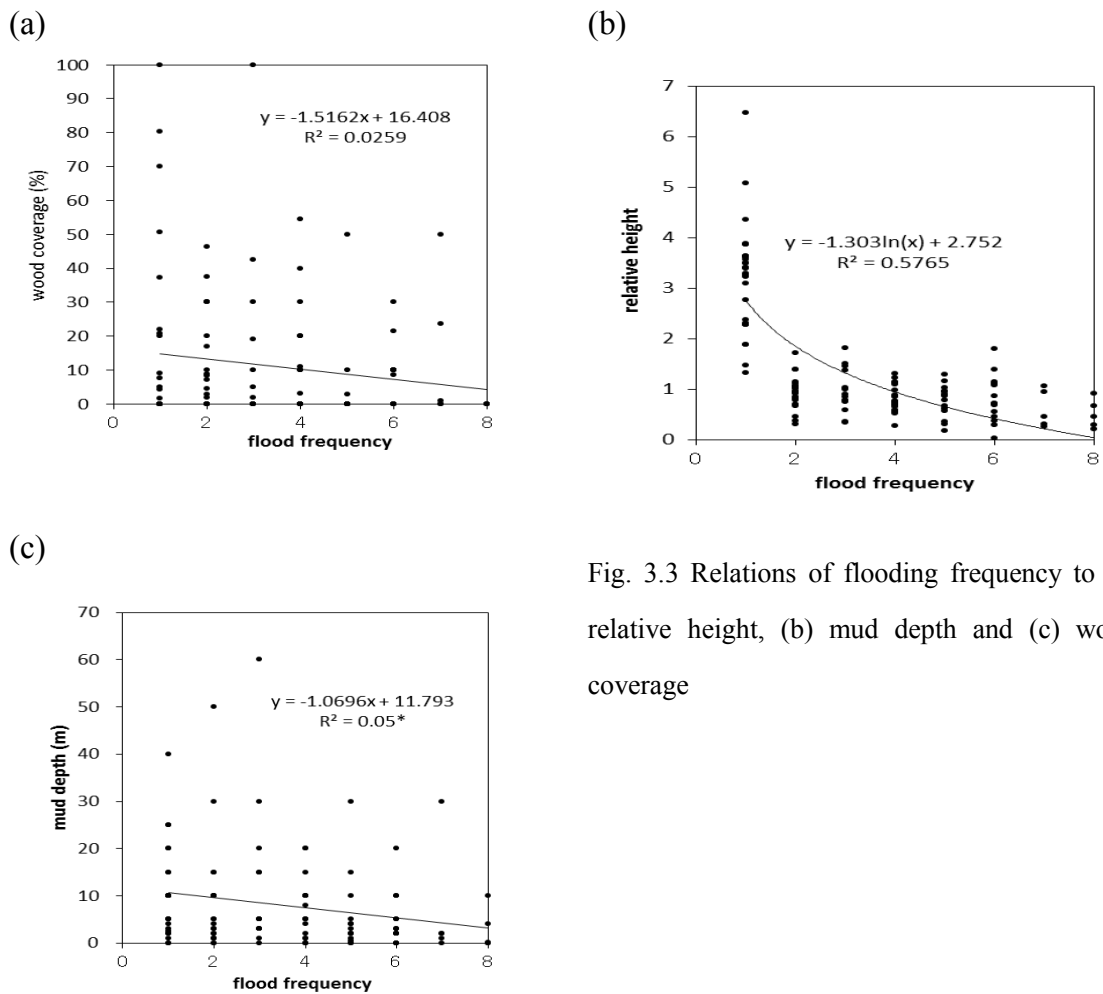 (a)
100
90
80
70
60
50
40
30
20
10
0
0 2 4 6 8
wood coverage (%)
flood frequency
y = -1.5162x + 16.408
R² = 0.0259
(b)
7
6
5
4
3
2
1
0
0 2 4 6 8
relative height
flood frequency
y = -1.303ln(x) + 2.752
R² = 0.5765
(c)
70
60
50
40
30
20
10
0
0 2 4 6 8
mud depth (m)
flood frequency
y = -1.0696x + 11.793
R² = 0.05*
Fig. 3.3 Relations of flooding frequency to
relative height, (b) mud depth and (c) wo
coverage